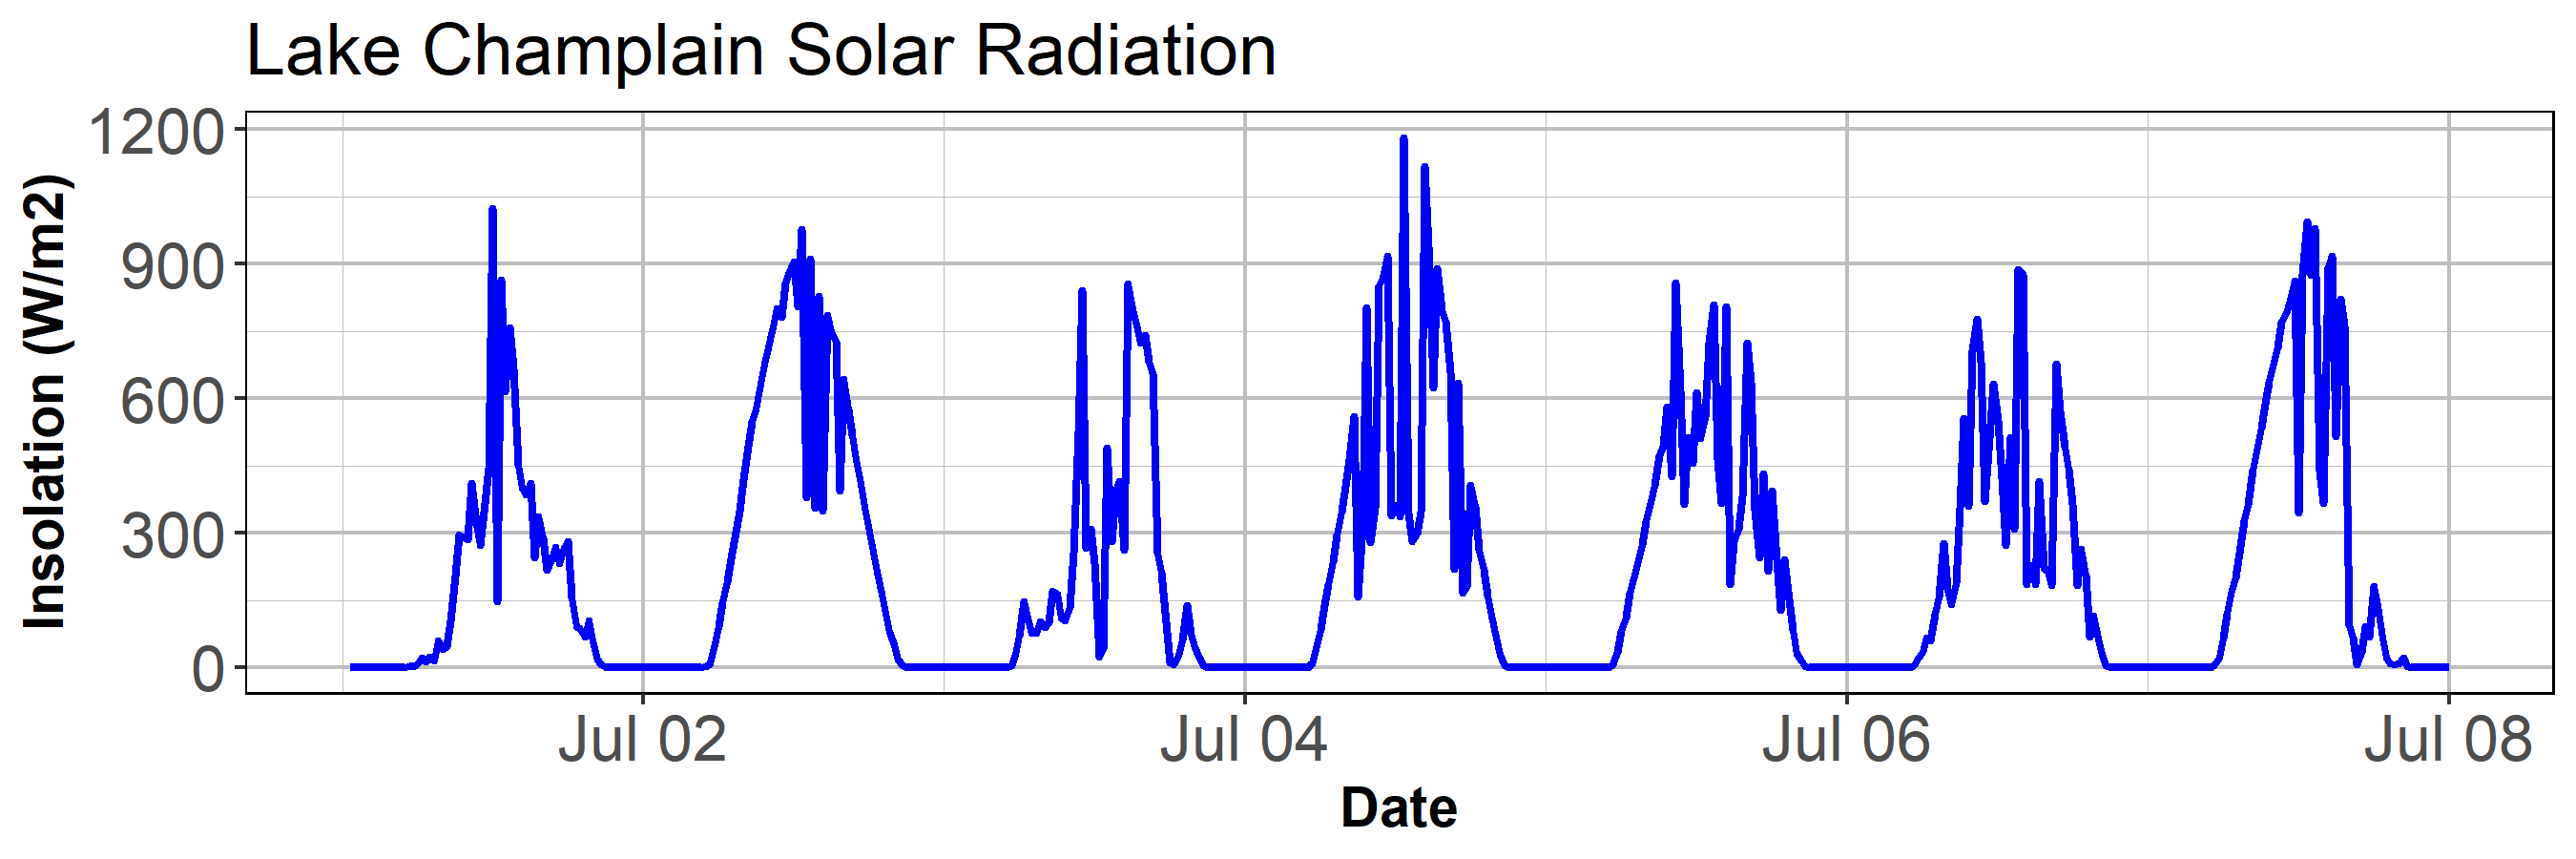 Lake Champlain Solar Radiation
Insolation (W/m2)
1200
900
600
300
0
Jul 02
Jul 04
Jul 06
Jul 08
Date